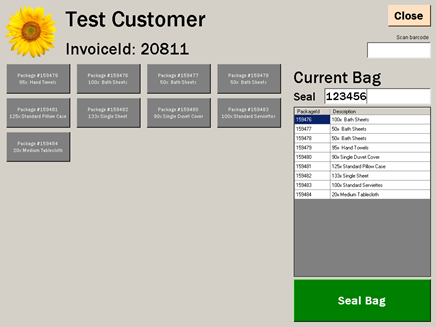 Test Customer
Close
InvoiceId: 20811
Scan barcode
Package #159479
95x Hand Towels
Package #159476
100x Bath Sheets
Package #159477
50x Bath Sheets
Package #159478
50x Bath Sheets
Package #159481
125x Standard Pillow Case
Package #159482
133x Single Sheet
Package #159480
90x Single Duvet Cover
Package #159483
100x Standard Serviettes
Package #159484
20x Medium Tablecloth
Current Bag
Seal 123456
PackageId Description
159476 100x Bath Sheets
159477 50x Bath Sheets
159478 50x Bath Sheets
159479 95x Hand Towels
159480 90x Single Duvet Cover
159481 125x Standard Pillow Case
159482 133x Single Sheet
159483 100x Standard Serviettes
159484 20x Medium Tablecloth
Seal Bag